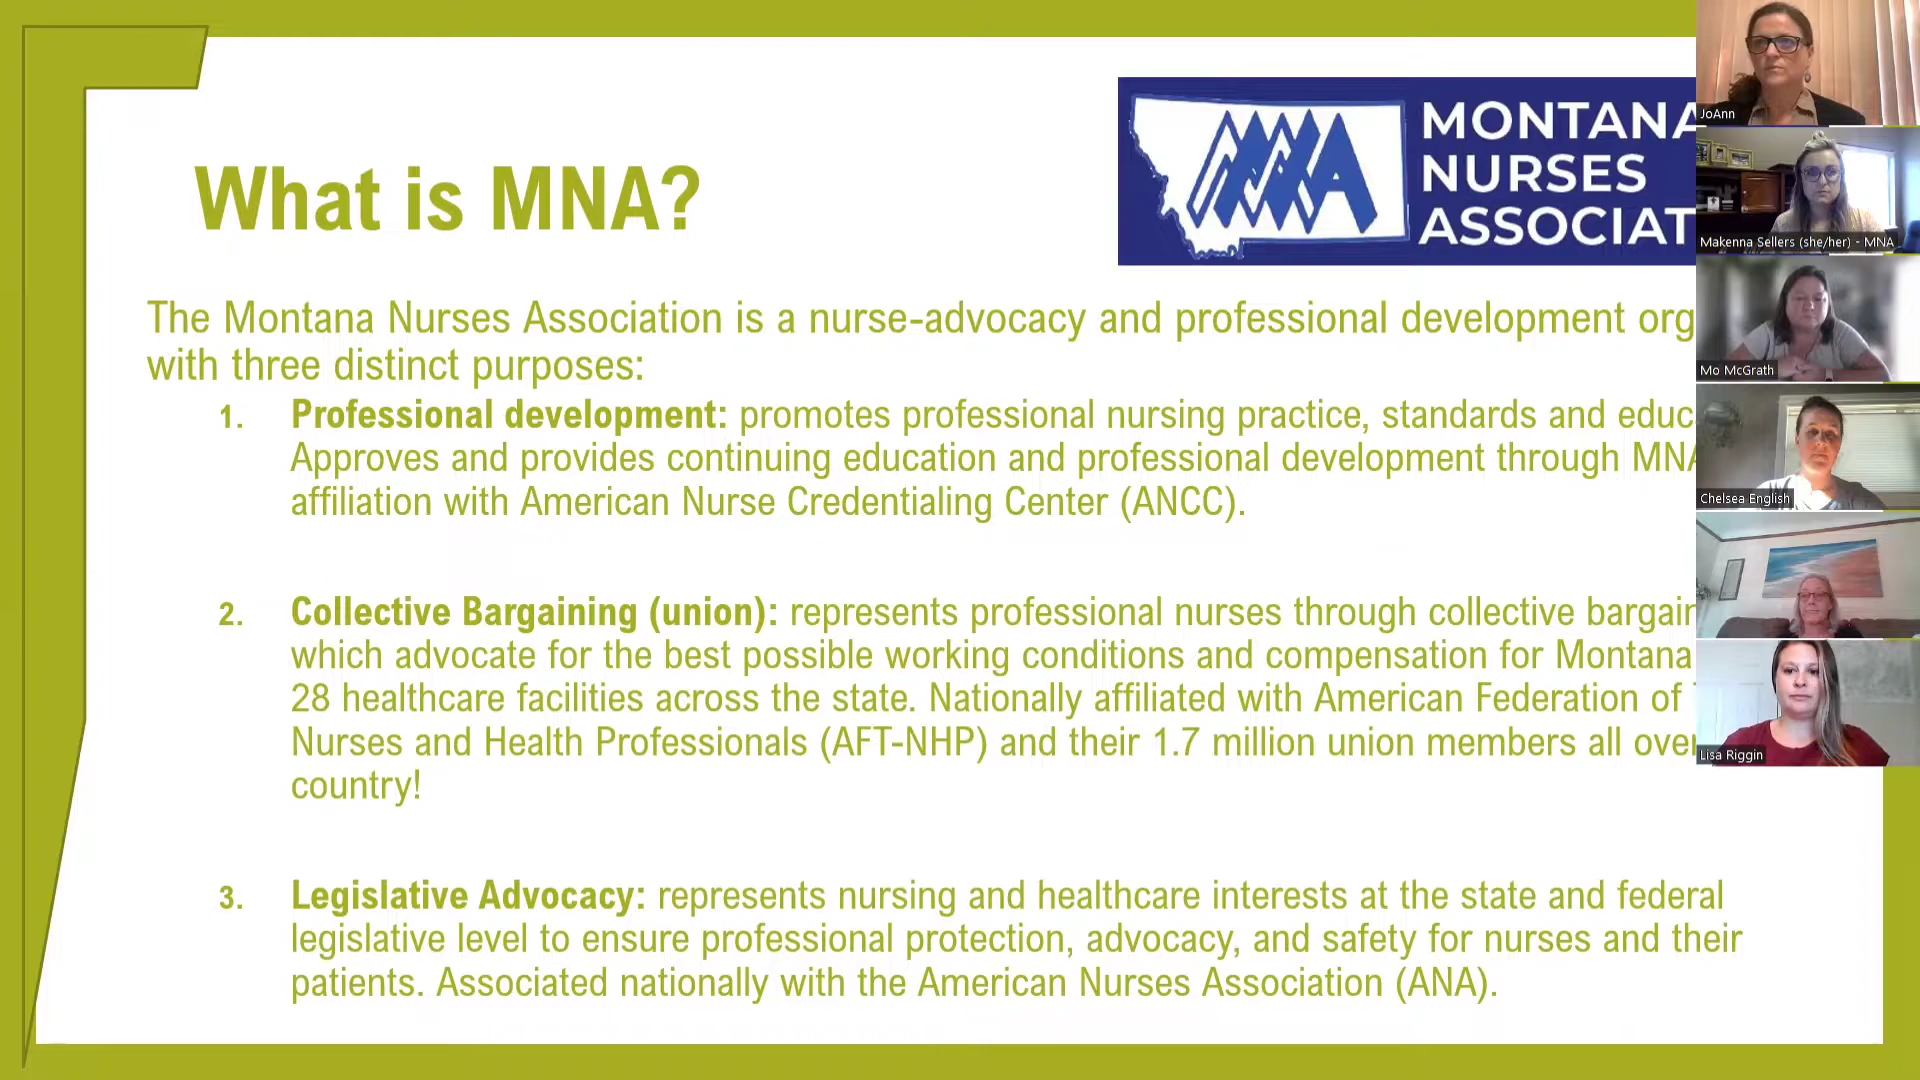 What is MNA?
MONTANA
NURSES
ASSOCIAT
The Montana Nurses Association is a nurse-advocacy and professional development org
with three distinct purposes:
1. Professional development: promotes professional nursing practice, standards and educ
Approves and provides continuing education and professional development through MNA
affiliation with American Nurse Credentialing Center (ANCC).
2. Collective Bargaining (union): represents professional nurses through collective bargain
which advocate for the best possible working conditions and compensation for Montana
28 healthcare facilities across the state. Nationally affiliated with American Federation of
Nurses and Health Professionals (AFT-NHP) and their 1.7 million union members all over
country!
3. Legislative Advocacy: represents nursing and healthcare interests at the state and federal
legislative level to ensure professional protection, advocacy, and safety for nurses and their
patients. Associated nationally with the American Nurses Association (ANA).
JoAnn
Makenna Sellers (she/her) - MNA
Mo McGrath
Chelsea English
Lisa Riggin